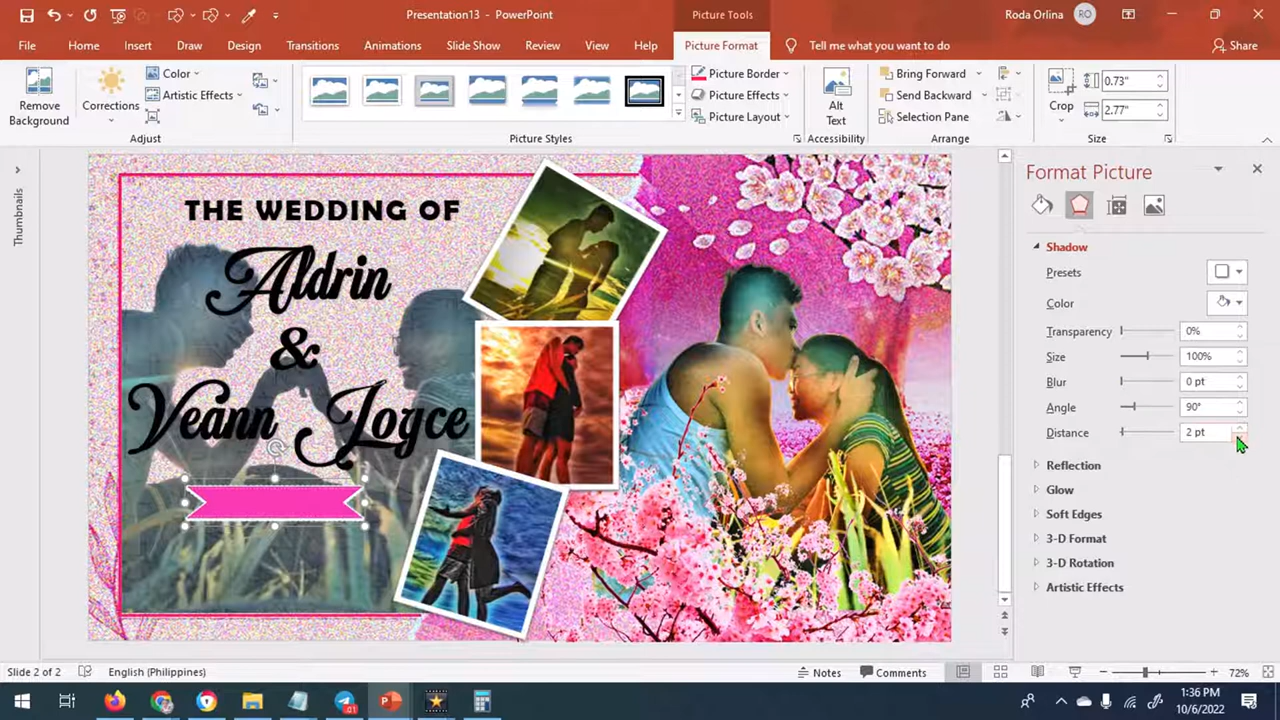 Presentation13 - PowerPoint
Picture Tools
Roda Orlina
RO
File
Home
Insert
Draw
Design
Transitions
Animations
Slide Show
Review
View
Help
Picture Format
Tell me what you want to do
Share
Remove
Background
Corrections
Color
Artistic Effects
Adjust
Picture Styles
Picture Border
Picture Effects
Picture Layout
Alt
Text
Accessibility
Bring Forward
Send Backward
Selection Pane
Arrange
Crop
0.73"
2.77"
Size
Thumbnails
THE WEDDING OF
Aldrin
&
Veann Joyce
Format Picture
Shadow
Presets
Color
Transparency
0%
Size
100%
Blur
0 pt
Angle
90°
Distance
2 pt
Reflection
Glow
Soft Edges
3-D Format
3-D Rotation
Artistic Effects
Slide 2 of 2
English (Philippines)
Notes
Comments
72%
01
1:36 PM
10/6/2022